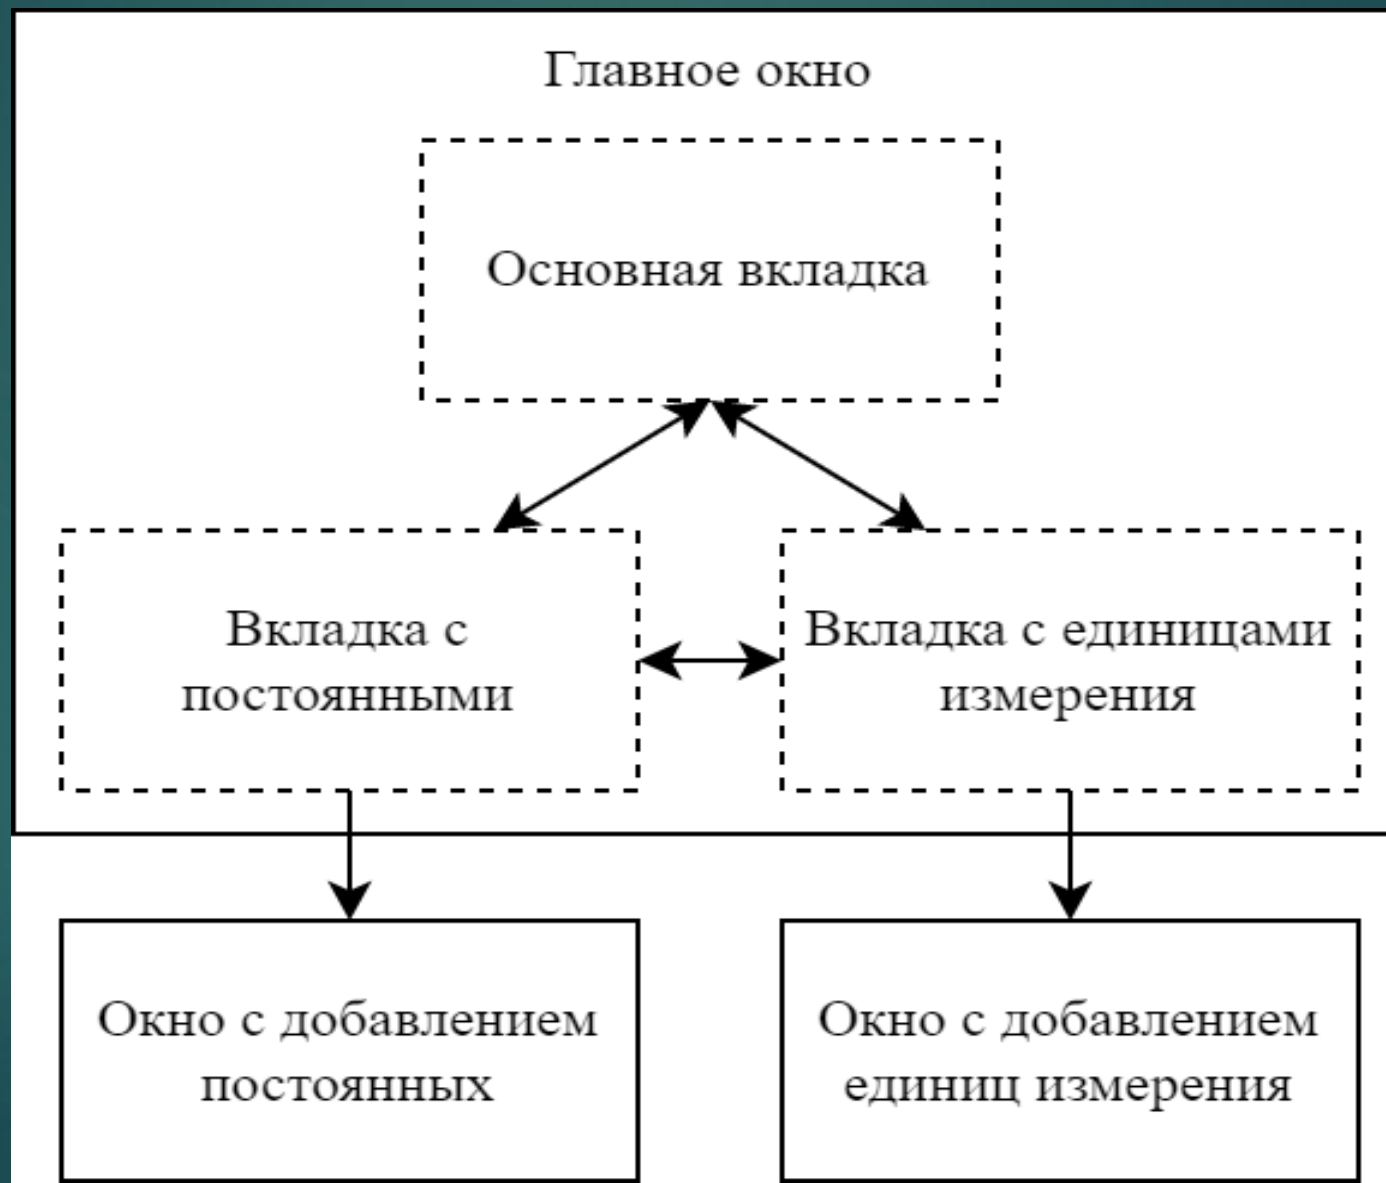 Главное окно
Основная вкладка
Вкладка с
постоянными
Вкладка с единицами
измерения
Окно с добавлением
постоянных
Окно с добавлением
единиц измерения